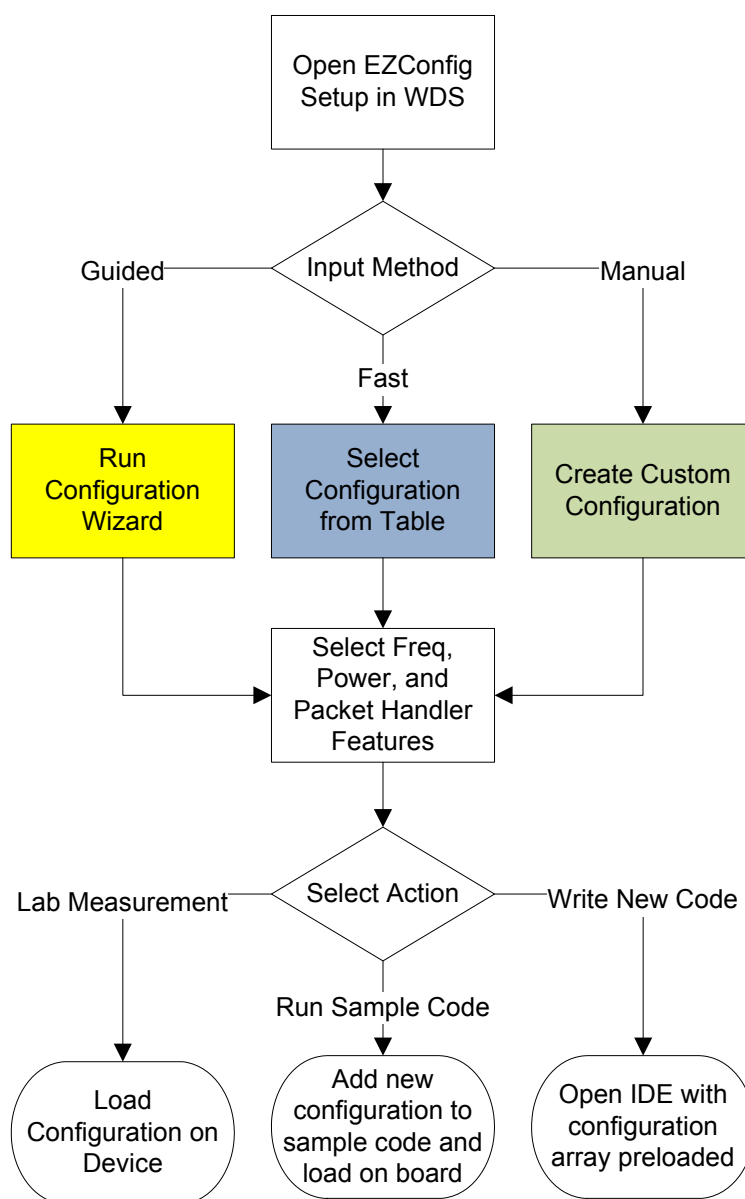 Open EZConfig
Setup in WDS
Input Method
Guided
Manual
Fast
Run
Configuration
Wizard
Select
Configuration
from Table
Create Custom
Configuration
Select Freq,
Power, and
Packet Handler
Features
Select Action
Lab Measurement
Write New Code
Run Sample Code
Load
Configuration on
Device
Add new
configuration to
sample code and
load on board
Open IDE with
configuration
array preloaded